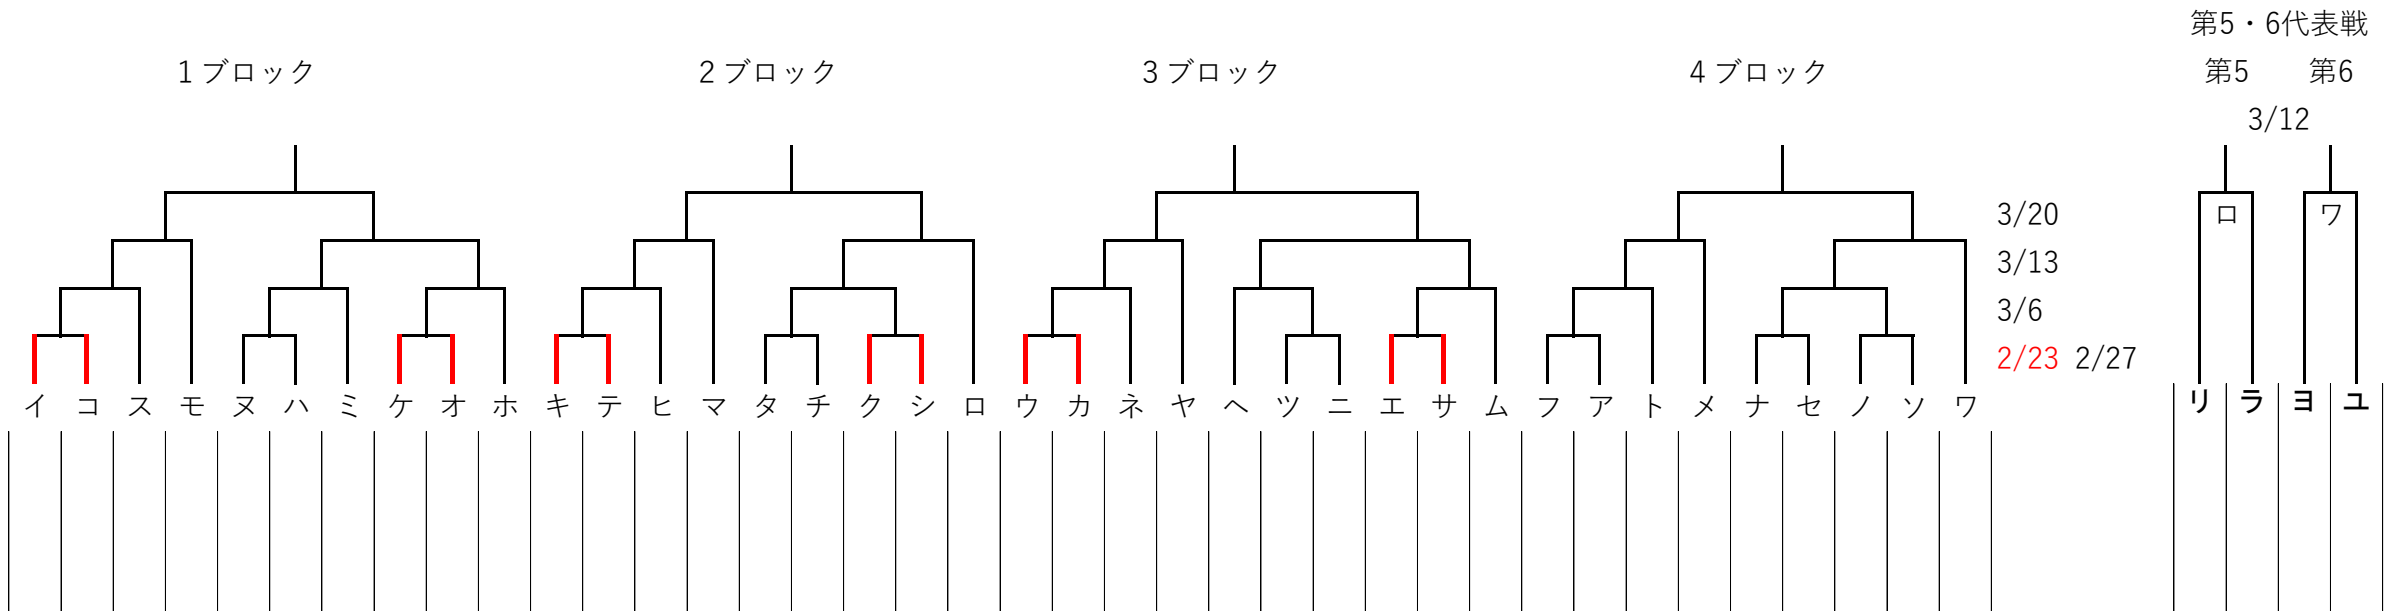 第5・6代表戦
1ブロック 2ブロック 3ブロック 4ブロック 第5 第6
3/12
3/20 ロ ワ
3/13
3/6
2/23 2/27
イ コ ス モ ヌ ハ ミ ケ オ ホ キ テ ヒ マ タ チ ク シ ロ ウ カ ネ ヤ ヘ ツ ニ エ サ ム フ ア ト メ ナ セ ノ ソ ワ リ ラ ヨ ユ